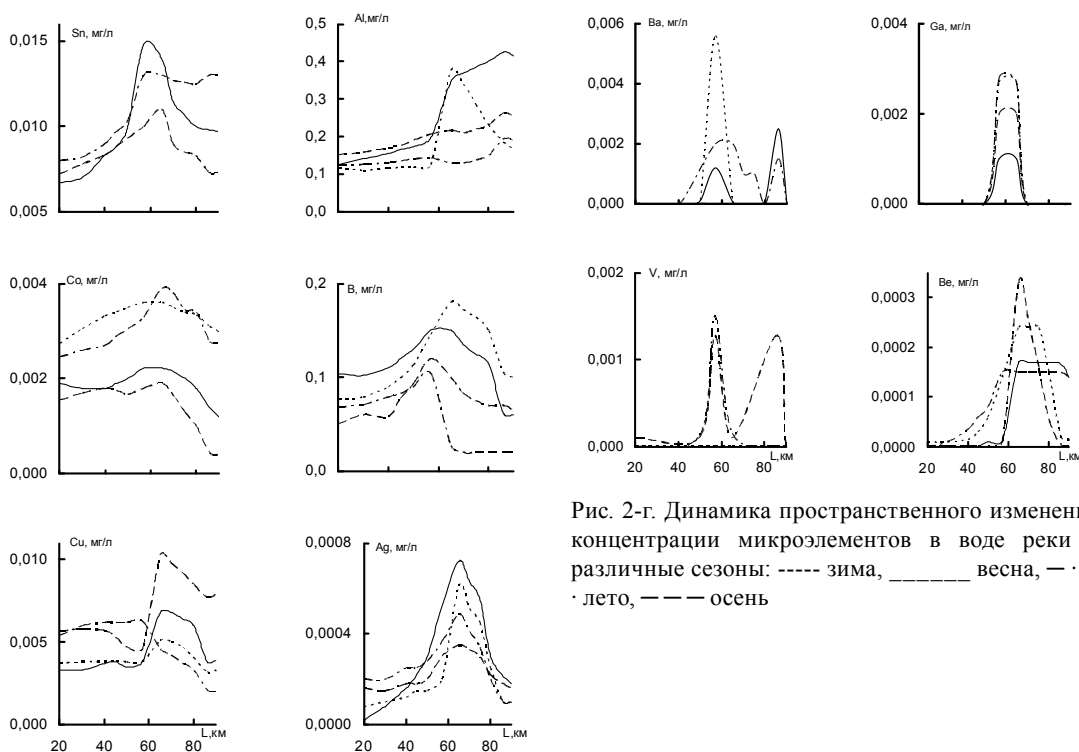 Sn, мг/л
0,015
0,010
0,005
Al,мг/л
0,5
0,4
0,3
0,2
0,1
0,0
Ba, мг/л
0,006
0,004
0,002
0,000
Ga, мг/л
0,004
0,002
0,000
Co, мг/л
0,004
0,002
0,000
B, мг/л
0,2
0,1
0,0
V, мг/л
0,002
0,001
0,000
20 40 60 80
L,км
Be, мг/л
0,0003
0,0002
0,0001
0,0000
20 40 60 80
L,км
Cu, мг/л
0,010
0,005
0,000
20 40 60 80
L,км
Ag, мг/л
0,0008
0,0004
0,0000
20 40 60 80
L,км
Рис. 2-г. Динамика пространственного изменени
концентрации микроэлементов в воде реки
различные сезоны: ----- зима, ______ весна, — ·
· лето, — — — осень